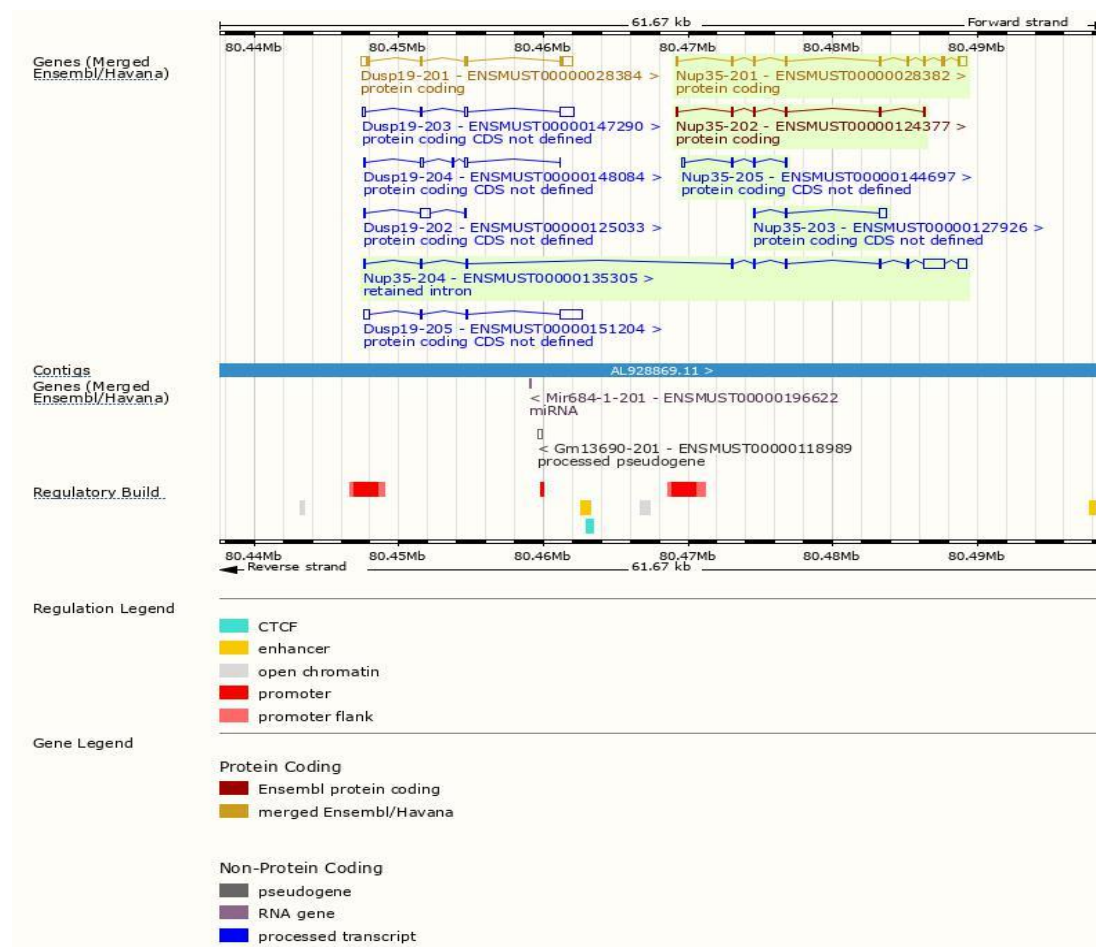 61.67 kb Forward strand
80.44Mb 80.45Mb 80.46Mb 80.47Mb 80.48Mb 80.49Mb
Genes (Merged
Ensembl/Havana)
Dusp19-201 - ENSMUST00000028384 >
protein coding
Nup35-201 - ENSMUST00000028382 >
protein coding
Dusp19-203 - ENSMUST00000147290 >
protein coding CDS not defined
Nup35-202 - ENSMUST00000124377 >
protein coding
Dusp19-204 - ENSMUST00000148084 >
protein coding CDS not defined
Nup35-205 - ENSMUST00000144697 >
protein coding CDS not defined
Dusp19-202 - ENSMUST00000125033 >
protein coding CDS not defined
Nup35-203 - ENSMUST00000127926 >
protein coding CDS not defined
Nup35-204 - ENSMUST00000135305 >
retained intron
Dusp19-205 - ENSMUST00000151204 >
protein coding CDS not defined
Contigs
AL928869.11 >
Genes (Merged
Ensembl/Havana)
< Mir684-1-201 - ENSMUST00000196622
miRNA
< Gm13690-201 - ENSMUST00000118989
processed pseudogene
Regulatory Build
80.44Mb 80.45Mb 80.46Mb 80.47Mb 80.48Mb 80.49Mb
Reverse strand 61.67 kb
Regulation Legend
CTCF
enhancer
open chromatin
promoter
promoter flank
Gene Legend
Protein Coding
Ensembl protein coding
merged Ensembl/Havana
Non-Protein Coding
pseudogene
RNA gene
processed transcript